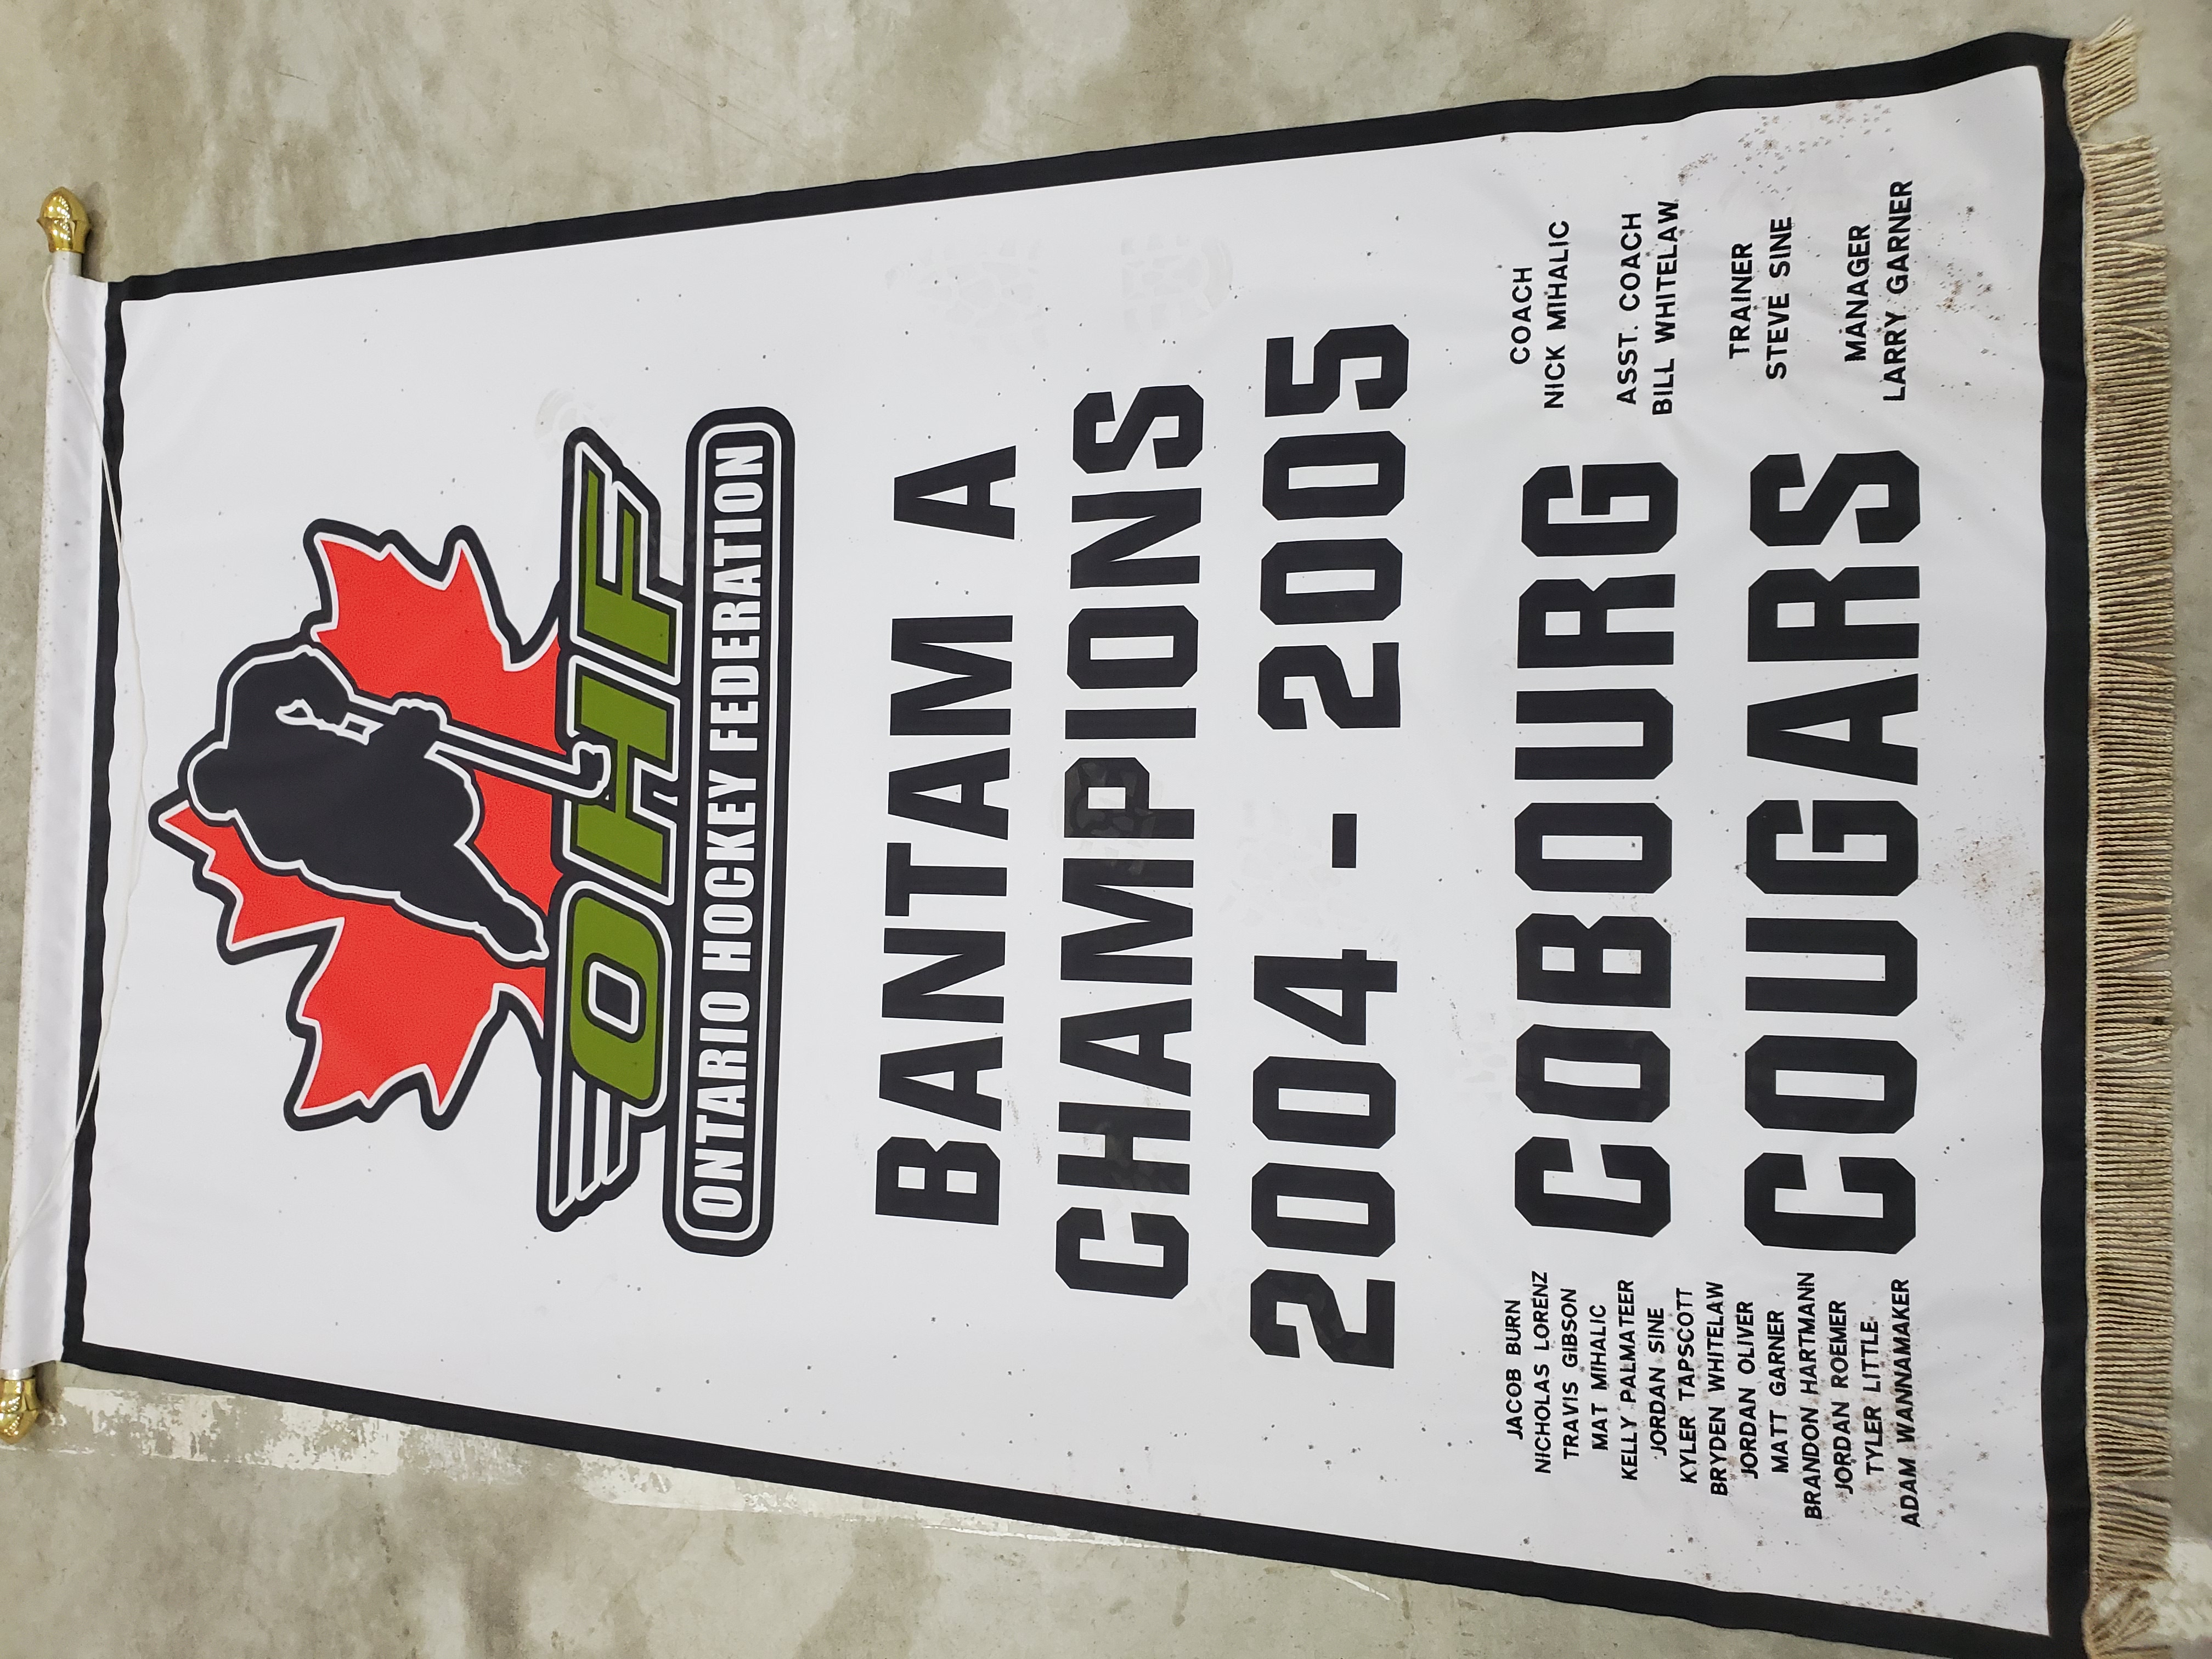 OHF
ONTARIO HOCKEY FEDERATION
BANTAM A
CHAMPIONS
2004 - 2005
COBOURG
COUGARS
JACOB BURN
NICHOLAS LORENZ
TRAVIS GIBSON
MAT MIHALIC
KELLY PALMATEER
JORDAN SINE
KYLER TAPSCOTT
BRYDEN WHITELAW
JORDAN OLIVER
MATT GARNER
BRANDON HARTMANN
JORDAN ROEMER
TYLER LITTLE
ADAM WANNAMAKER
COACH
NICK MIHALIC
ASST. COACH
BILL WHITELAW
TRAINER
STEVE SINE
MANAGER
LARRY GARNER